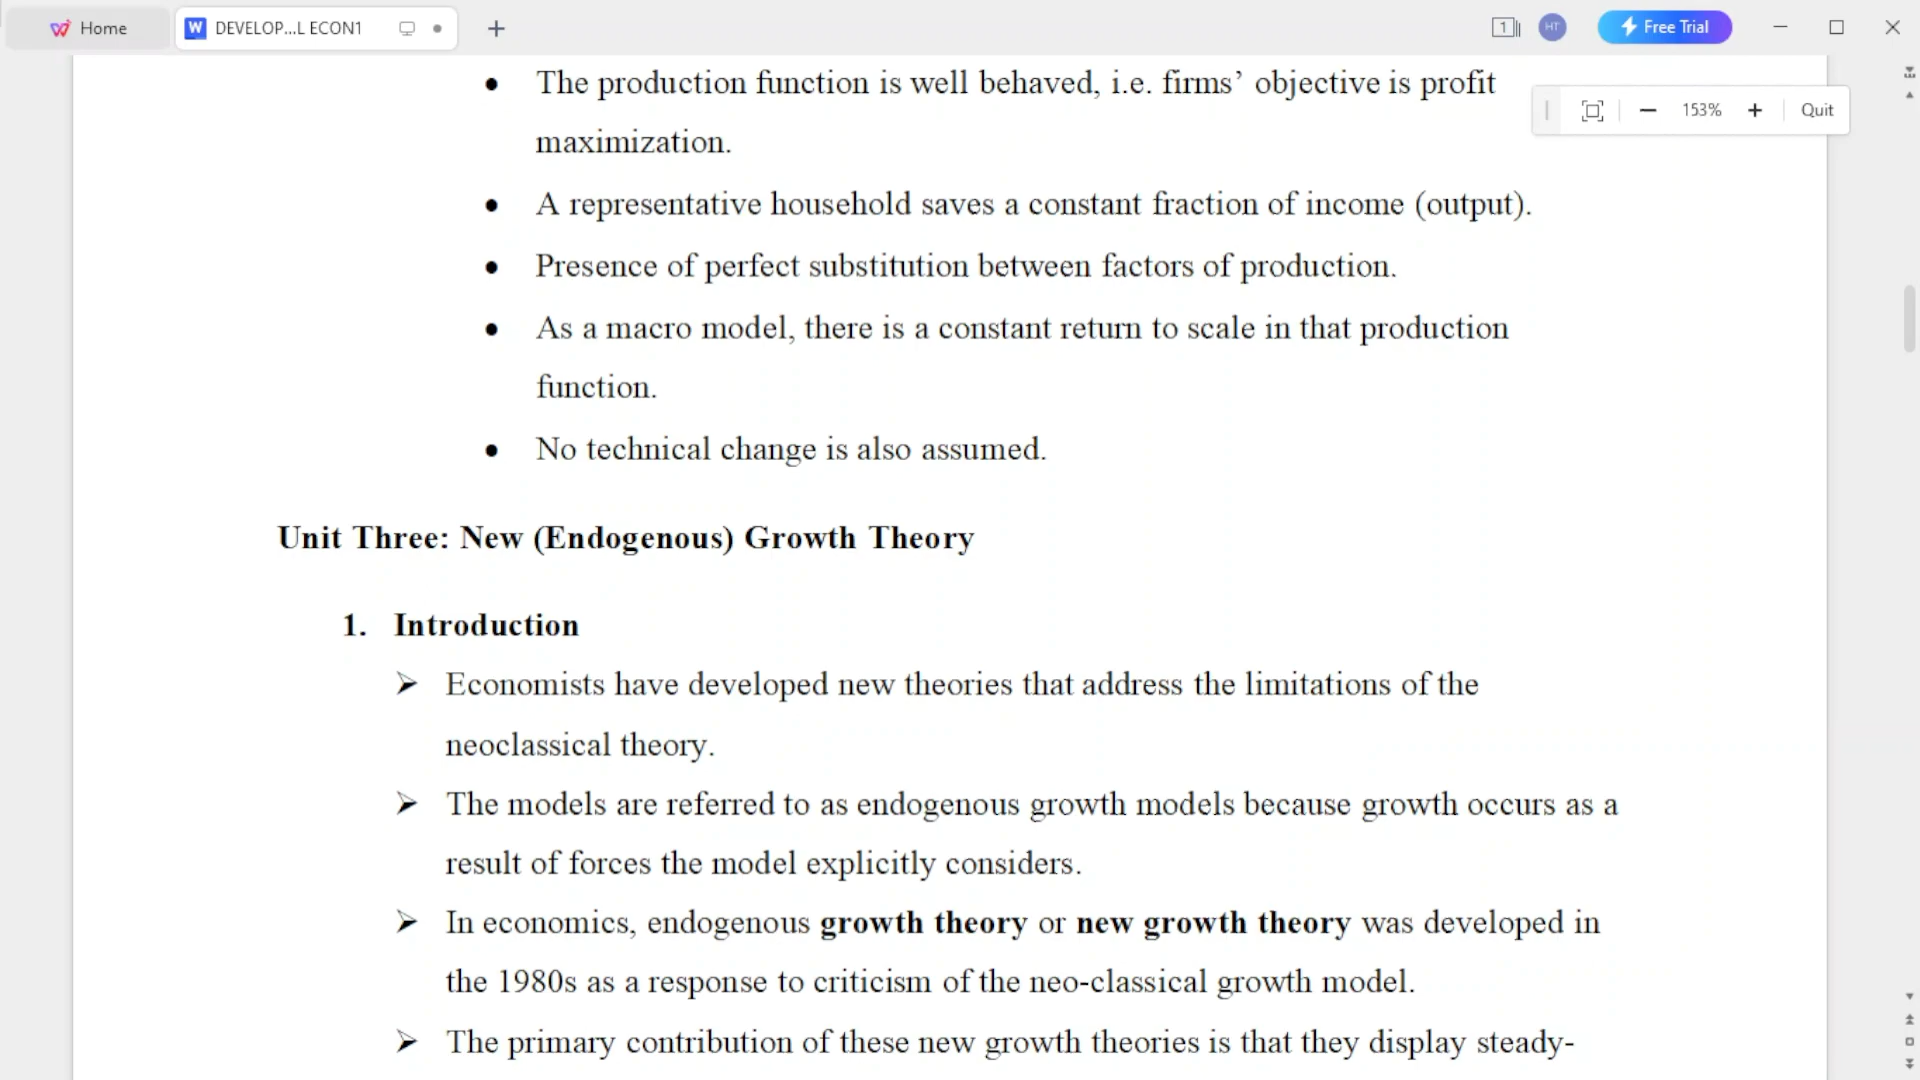 Home
DEVELOP...L ECON1
1
HT
Free Trial
153%
Quit
• The production function is well behaved, i.e. firms’ objective is profit
maximization.
• A representative household saves a constant fraction of income (output).
• Presence of perfect substitution between factors of production.
• As a macro model, there is a constant return to scale in that production
function.
• No technical change is also assumed.
Unit Three: New (Endogenous) Growth Theory
1. Introduction
➢ Economists have developed new theories that address the limitations of the
neoclassical theory.
➢ The models are referred to as endogenous growth models because growth occurs as a
result of forces the model explicitly considers.
➢ In economics, endogenous growth theory or new growth theory was developed in
the 1980s as a response to criticism of the neo-classical growth model.
➢ The primary contribution of these new growth theories is that they display steady-